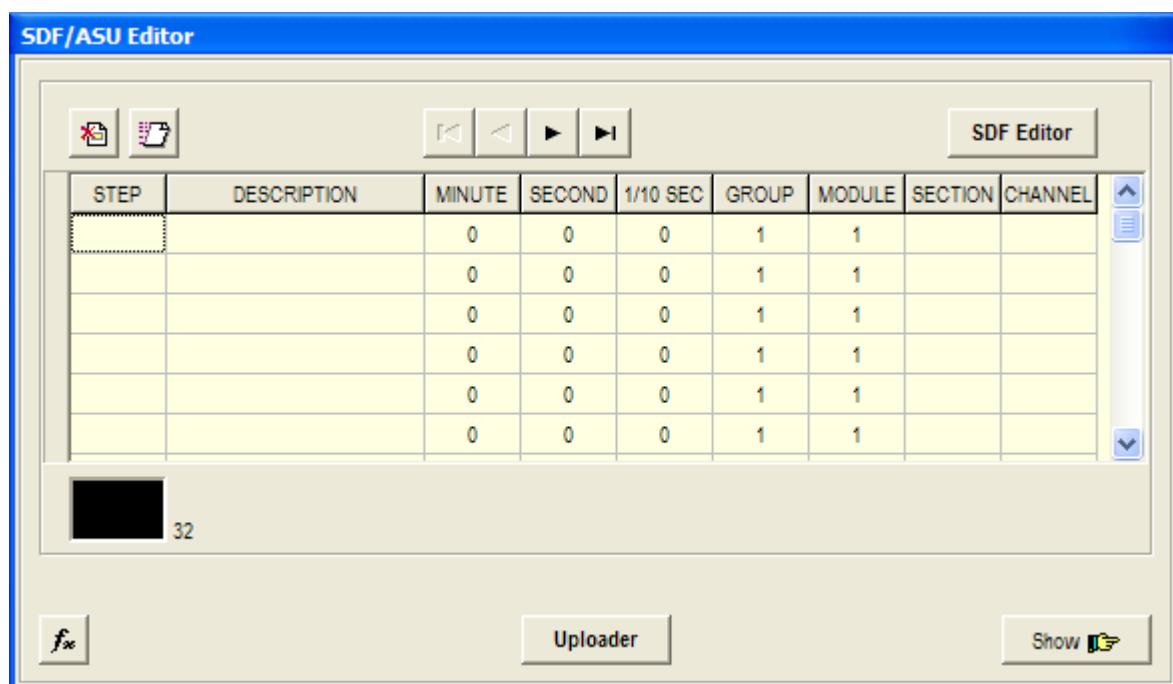 SDF/ASU Editor
SDF Editor
STEP DESCRIPTION MINUTE SECOND 1/10 SEC GROUP MODULE SECTION CHANNEL
0 0 0 1 1
0 0 0 1 1
0 0 0 1 1
0 0 0 1 1
0 0 0 1 1
0 0 0 1 1
32
fx Uploader Show